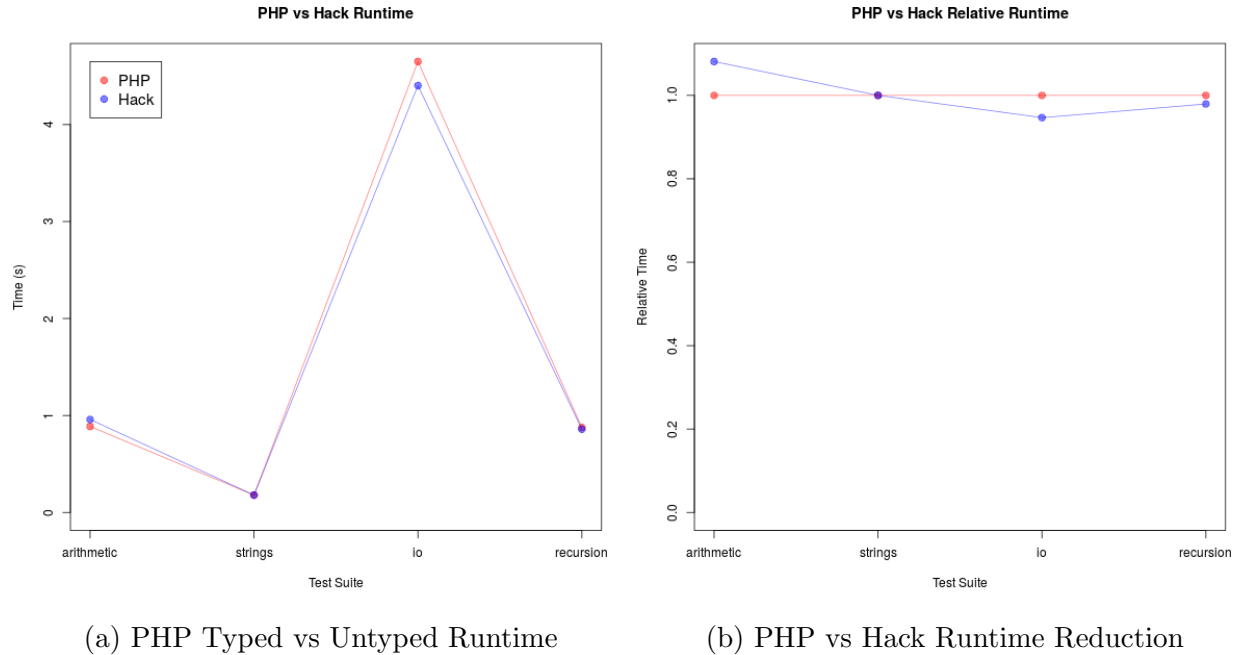 PHP vs Hack Runtime
PHP
Hack
4
3
2
1
0
Time (s)
arithmetic
strings
io
recursion
Test Suite
(a) PHP Typed vs Untyped Runtime
PHP vs Hack Relative Runtime
1.0
0.8
0.6
0.4
0.2
0.0
Relative Time
arithmetic
strings
io
recursion
Test Suite
(b) PHP vs Hack Runtime Reduction